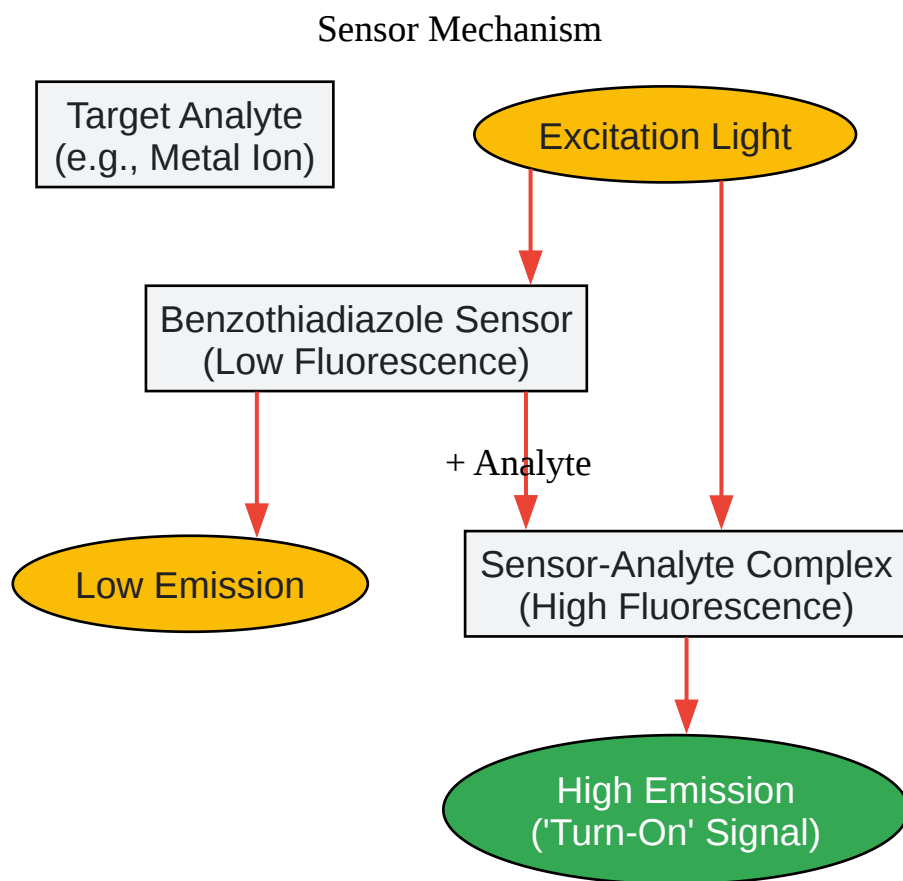 Sensor Mechanism
Target Analyte
(e.g., Metal Ion)
Excitation Light
Benzothiadiazole Sensor
(Low Fluorescence)
+ Analyte
Low Emission
Sensor-Analyte Complex
(High Fluorescence)
High Emission
('Turn-On' Signal)